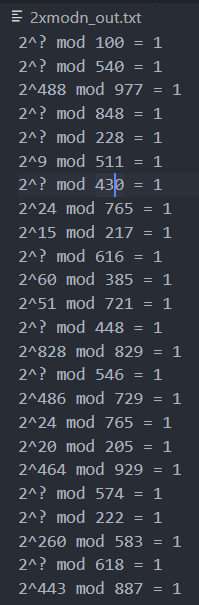 2xmodn_out.txt
2^? mod 100 = 1
2^? mod 540 = 1
2^488 mod 977 = 1
2^? mod 848 = 1
2^? mod 228 = 1
2^9 mod 511 = 1
2^? mod 430 = 1
2^24 mod 765 = 1
2^15 mod 217 = 1
2^? mod 616 = 1
2^60 mod 385 = 1
2^51 mod 721 = 1
2^? mod 448 = 1
2^828 mod 829 = 1
2^? mod 546 = 1
2^486 mod 729 = 1
2^24 mod 765 = 1
2^20 mod 205 = 1
2^464 mod 929 = 1
2^? mod 574 = 1
2^? mod 222 = 1
2^260 mod 583 = 1
2^? mod 618 = 1
2^443 mod 887 = 1